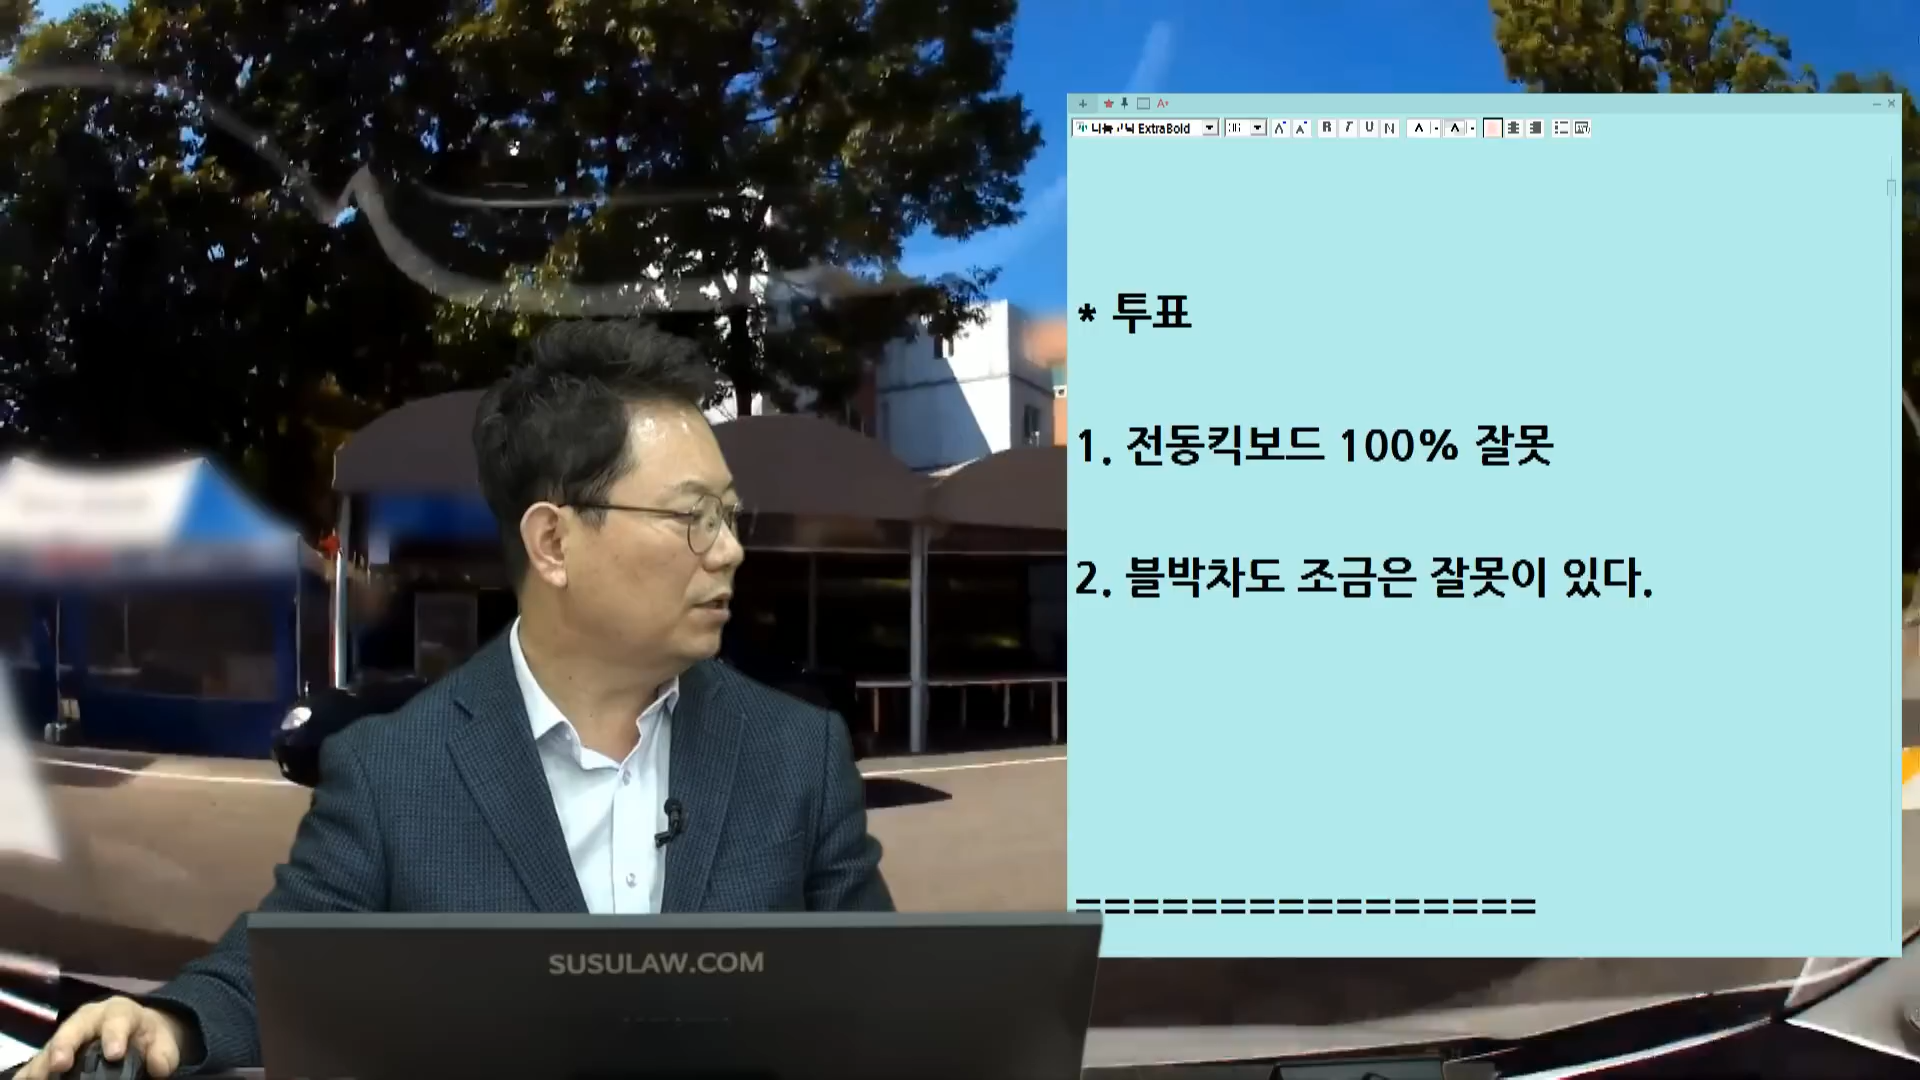 ExtraBold
* 투표
1. 전동킥보드 100% 잘못
2. 블박차도 조금은 잘못이 있다.
================
SUSULAW.COM